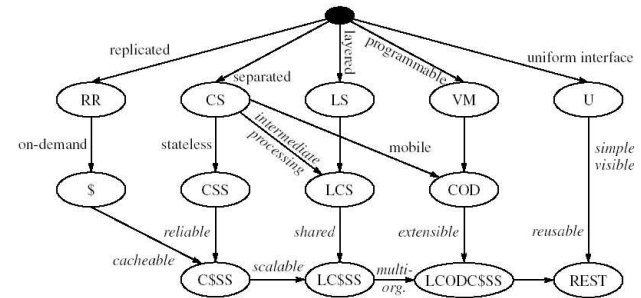 replicated
separated
layered
programmable
uniform interface
RR
CS
LS
VM
U
on-demand
stateless
intermediate
processing
mobile
simple
visible
$
CSS
LCS
COD
cacheable
reliable
shared
extensible
reusable
C$SS
scalable
LC$SS
multi-
org.
LCODC$SS
REST